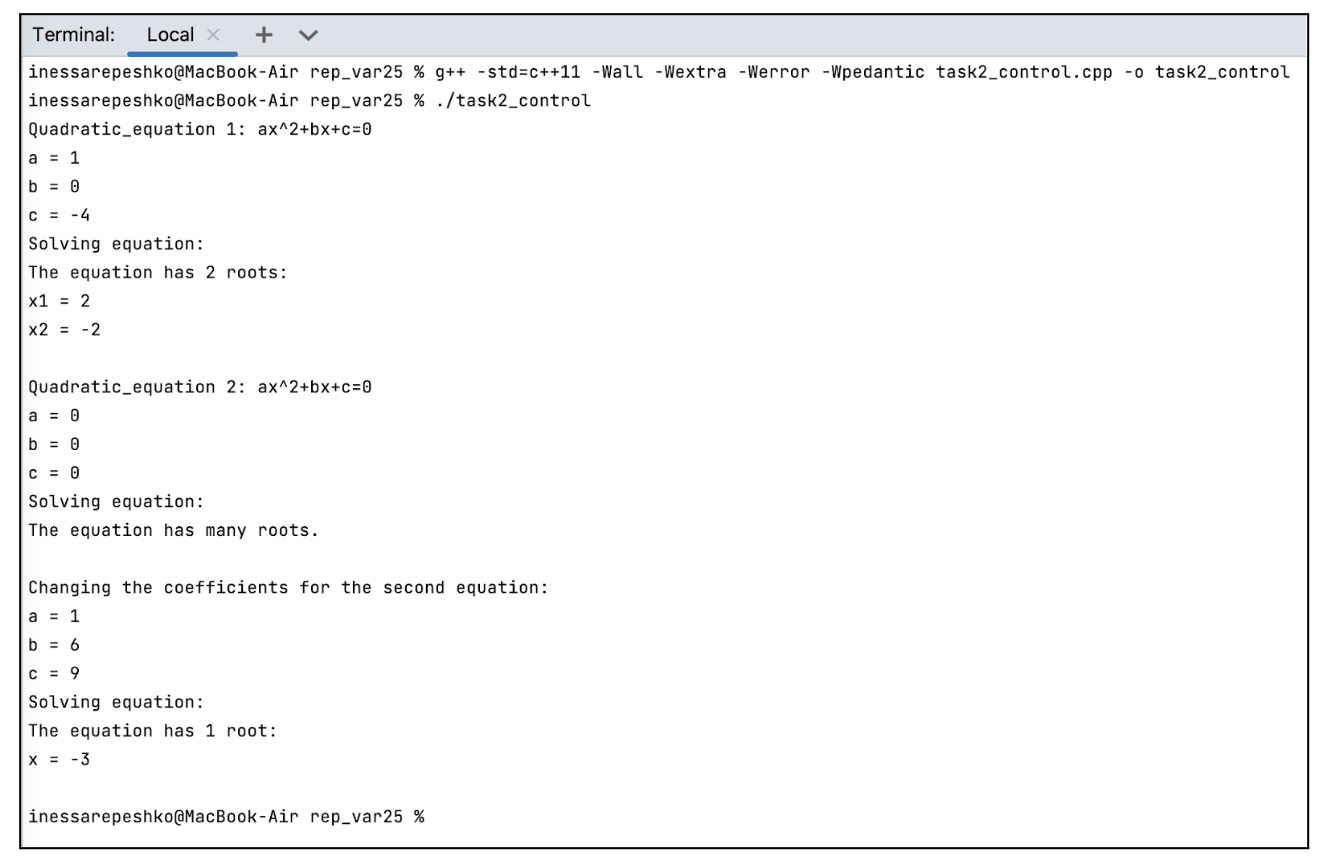 Terminal: Local × + ⌄
inessarepeshko@MacBook-Air rep_var25 % g++ -std=c++11 -Wall -Wextra -Werror -Wpedantic task2_control.cpp -o task2_control
inessarepeshko@MacBook-Air rep_var25 % ./task2_control
Quadratic_equation 1: ax^2+bx+c=0
a = 1
b = 0
c = -4
Solving equation:
The equation has 2 roots:
x1 = 2
x2 = -2
Quadratic_equation 2: ax^2+bx+c=0
a = 0
b = 0
c = 0
Solving equation:
The equation has many roots.
Changing the coefficients for the second equation:
a = 1
b = 6
c = 9
Solving equation:
The equation has 1 root:
x = -3
inessarepeshko@MacBook-Air rep_var25 %